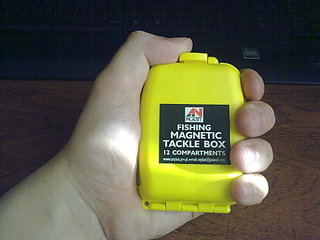 FISHING
MAGNETIC
TACKLE BOX
12 COMPARTMENTS